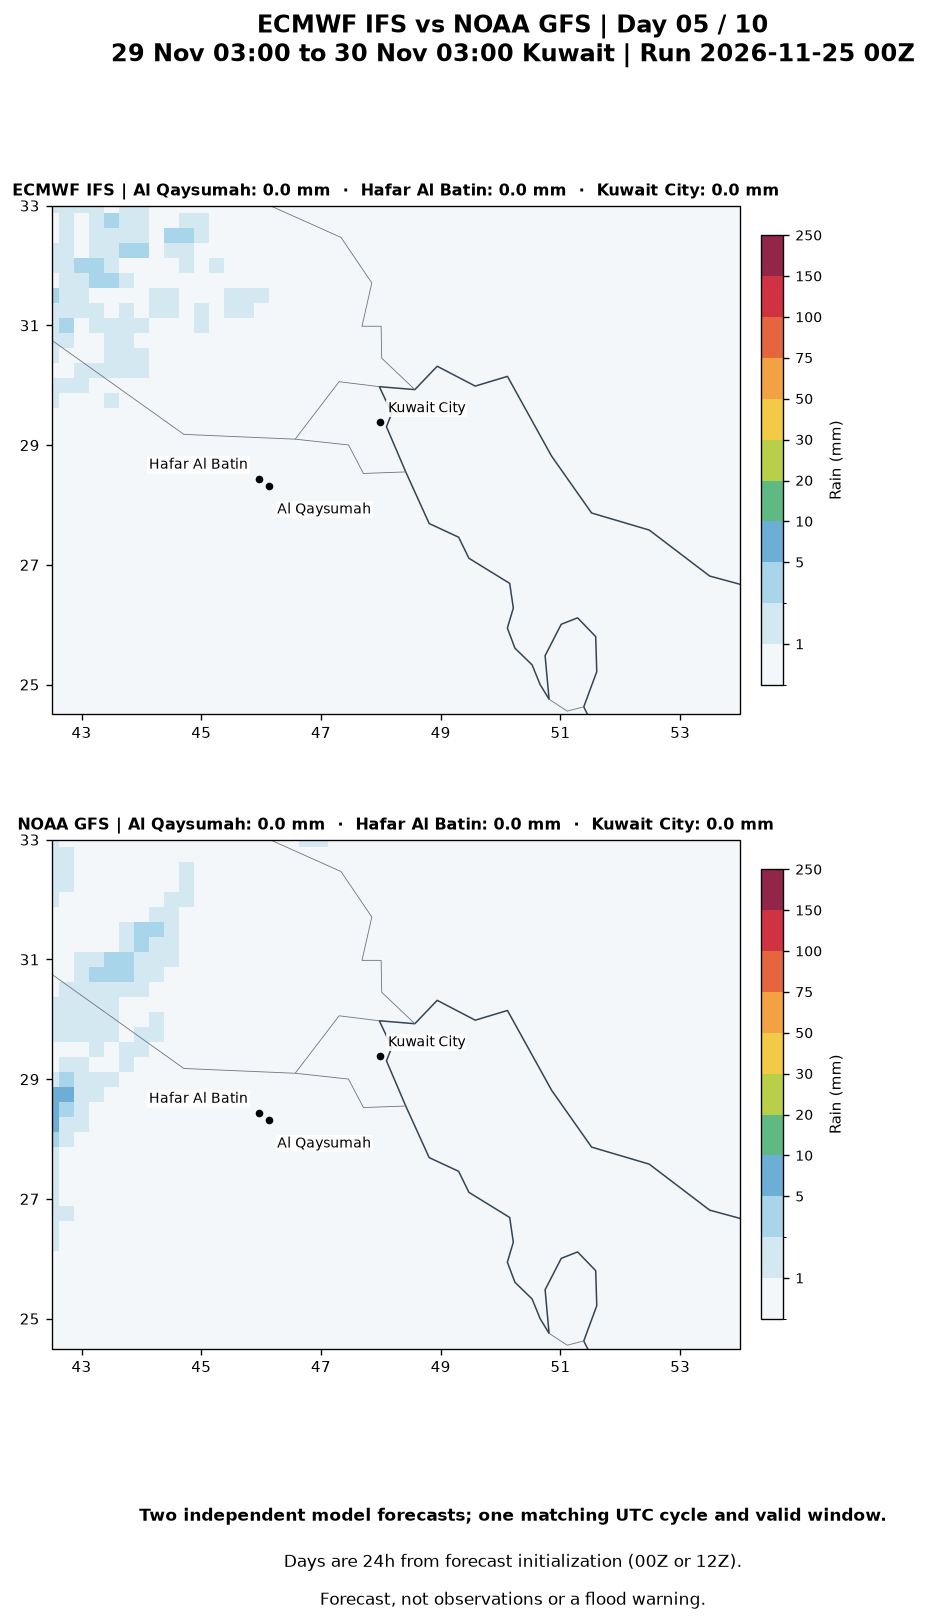 ECMWF IFS vs NOAA GFS | Day 05 / 10
29 Nov 03:00 to 30 Nov 03:00 Kuwait | Run 2026-11-25 00Z
ECMWF IFS | Al Qaysumah: 0.0 mm · Hafar Al Batin: 0.0 mm · Kuwait City: 0.0 mm
33
31
29
27
25
Kuwait City
Hafar Al Batin
Al Qaysumah
43 45 47 49 51 53
250
150
100
75
50
30
20
10
5
1
Rain (mm)
NOAA GFS | Al Qaysumah: 0.0 mm · Hafar Al Batin: 0.0 mm · Kuwait City: 0.0 mm
33
31
29
27
25
Kuwait City
Hafar Al Batin
Al Qaysumah
43 45 47 49 51 53
250
150
100
75
50
30
20
10
5
1
Rain (mm)
Two independent model forecasts; one matching UTC cycle and valid window.
Days are 24h from forecast initialization (00Z or 12Z).
Forecast, not observations or a flood warning.